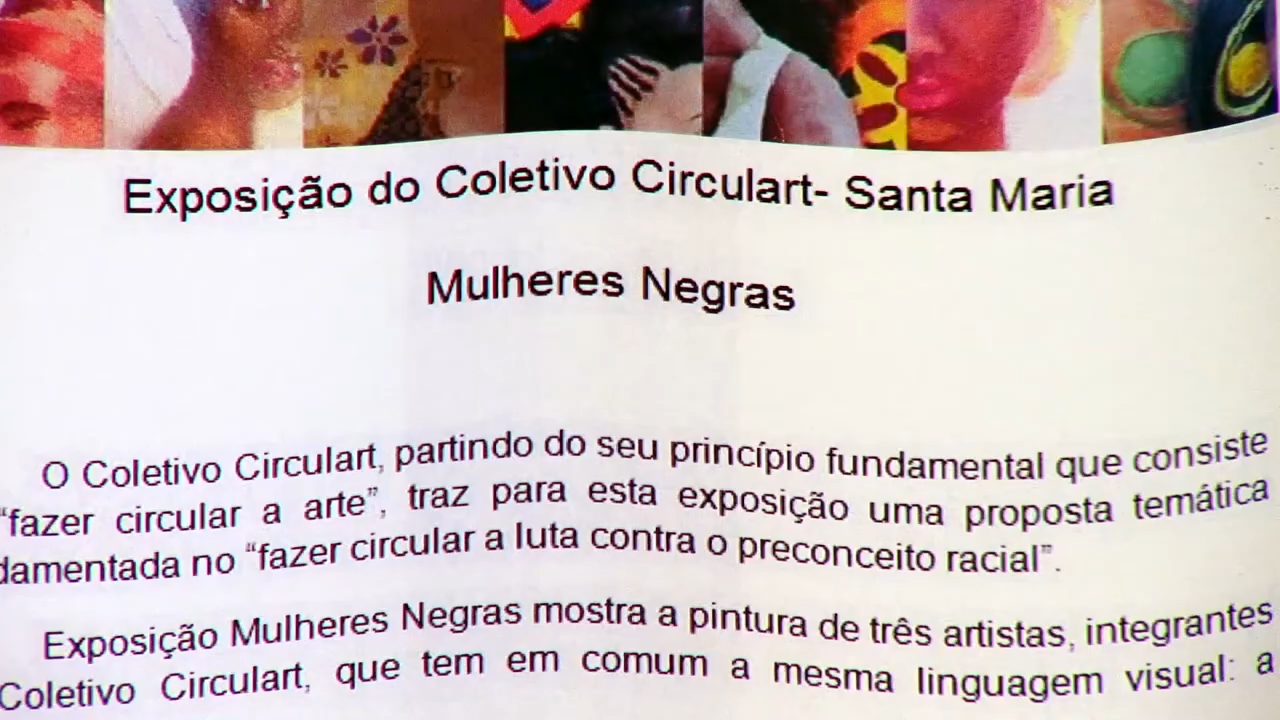 Exposição do Coletivo Circulart- Santa Maria
Mulheres Negras
O Coletivo Circulart, partindo do seu princípio fundamental que consiste
“fazer circular a arte”, traz para esta exposição uma proposta temática
damentada no “fazer circular a luta contra o preconceito racial”.
Exposição Mulheres Negras mostra a pintura de três artistas, integrantes
Coletivo Circulart, que tem em comum a mesma linguagem visual: a